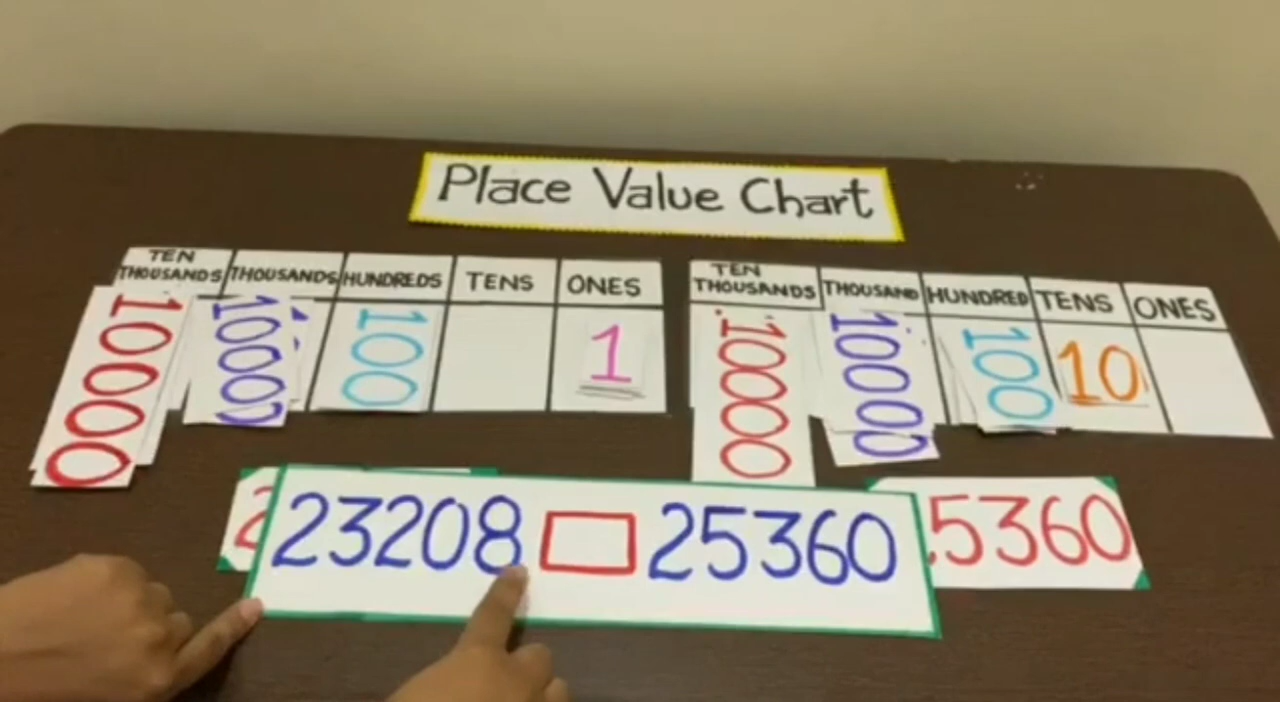 Place Value Chart
TEN THOUSANDS THOUSANDS HUNDREDS TENS ONES
10000 1000 100 1
TEN THOUSANDS THOUSAND HUNDRED TENS ONES
10000 1000 100 10
23208 25360
5360